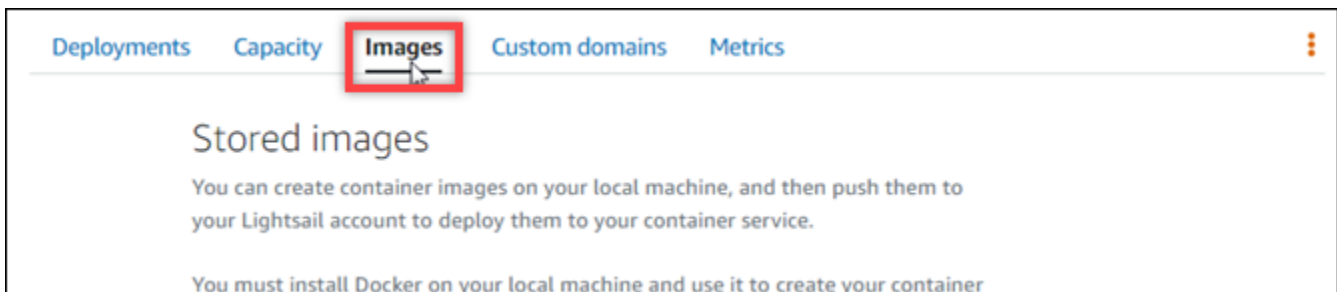 Deployments Capacity Images Custom domains Metrics
Stored images
You can create container images on your local machine, and then push them to
your Lightsail account to deploy them to your container service.
You must install Docker on your local machine and use it to create your container